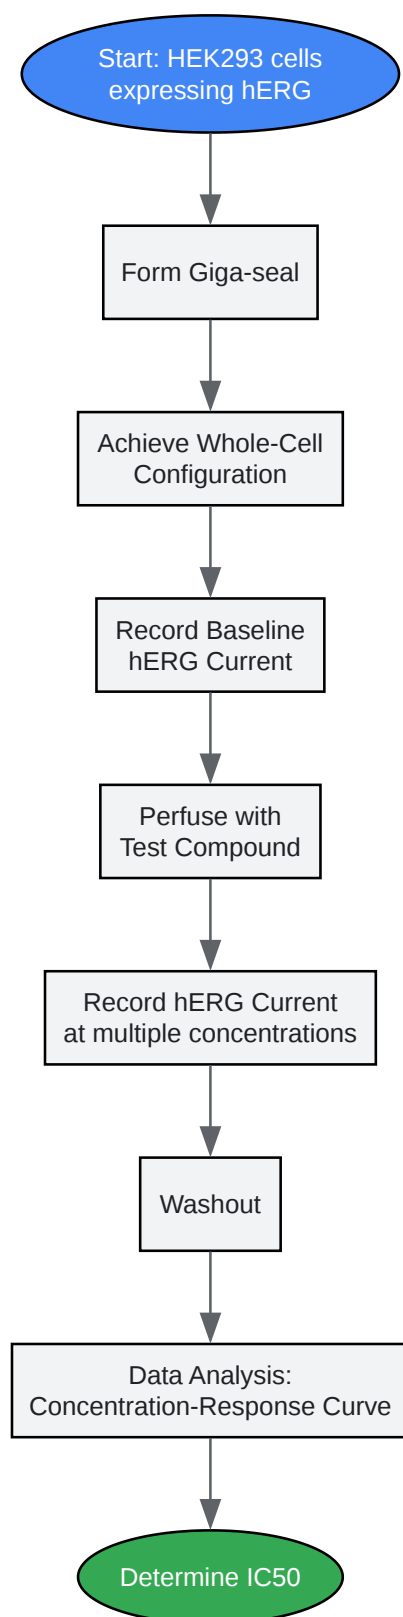 Start: HEK293 cells
expressing hERG
Form Giga-seal
Achieve Whole-Cell
Configuration
Record Baseline
hERG Current
Perfuse with
Test Compound
Record hERG Current
at multiple concentrations
Washout
Data Analysis:
Concentration-Response Curve
Determine IC50